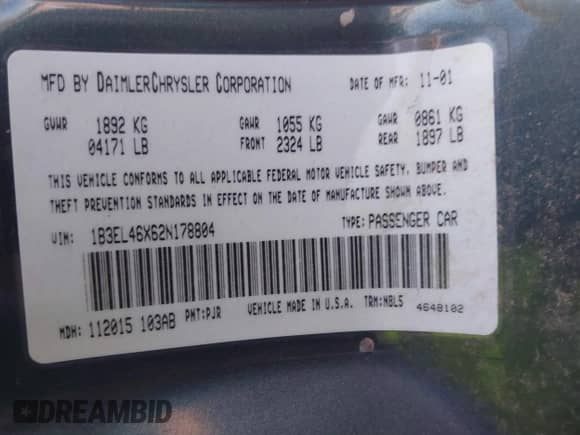 MFD BY DAIMLERCHRYSLER CORPORATION DATE OF MFR: 11-01
GVWR 1892 KG GAWR 1055 KG GAWR 0861 KG
04171 LB FRONT 2324 LB REAR 1897 LB
THIS VEHICLE CONFORMS TO ALL APPLICABLE FEDERAL MOTOR VEHICLE SAFETY, BUMPER AND
THEFT PREVENTION STANDARDS IN EFFECT ON THE DATE OF MANUFACTURE SHOWN ABOVE.
VIN: 1B3EL46X62N178804 TYPE: PASSENGER CAR
MDH: 112015 103AB PNT: PJR VEHICLE MADE IN U.S.A. TRM: NBL5 4648102
DREAMBID